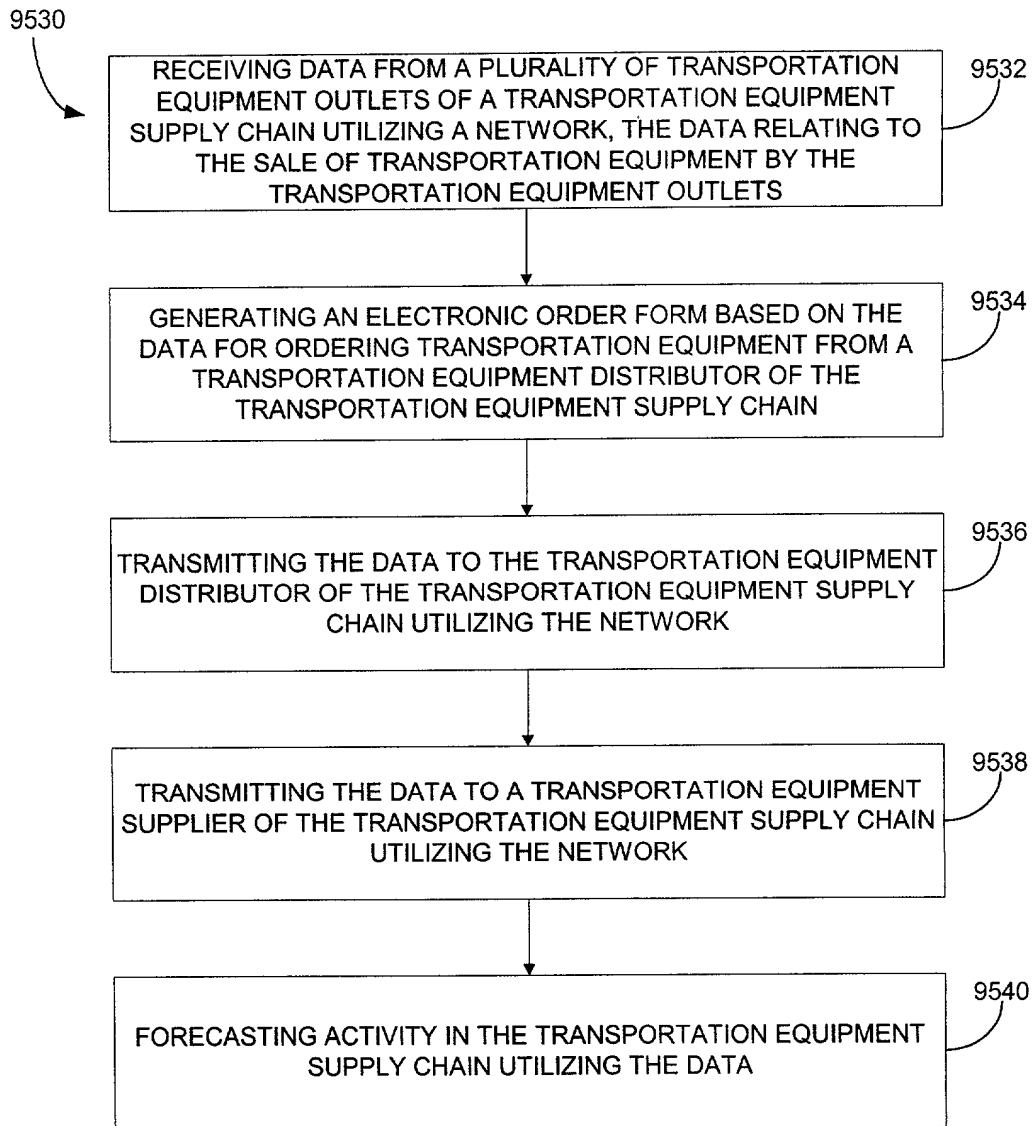 9530
RECEIVING DATA FROM A PLURALITY OF TRANSPORTATION
EQUIPMENT OUTLETS OF A TRANSPORTATION EQUIPMENT
SUPPLY CHAIN UTILIZING A NETWORK, THE DATA RELATING TO
THE SALE OF TRANSPORTATION EQUIPMENT BY THE
TRANSPORTATION EQUIPMENT OUTLETS
9532
GENERATING AN ELECTRONIC ORDER FORM BASED ON THE
DATA FOR ORDERING TRANSPORTATION EQUIPMENT FROM A
TRANSPORTATION EQUIPMENT DISTRIBUTOR OF THE
TRANSPORTATION EQUIPMENT SUPPLY CHAIN
9534
TRANSMITTING THE DATA TO THE TRANSPORTATION EQUIPMENT
DISTRIBUTOR OF THE TRANSPORTATION EQUIPMENT SUPPLY
CHAIN UTILIZING THE NETWORK
9536
TRANSMITTING THE DATA TO A TRANSPORTATION EQUIPMENT
SUPPLIER OF THE TRANSPORTATION EQUIPMENT SUPPLY CHAIN
UTILIZING THE NETWORK
9538
FORECASTING ACTIVITY IN THE TRANSPORTATION EQUIPMENT
SUPPLY CHAIN UTILIZING THE DATA
9540